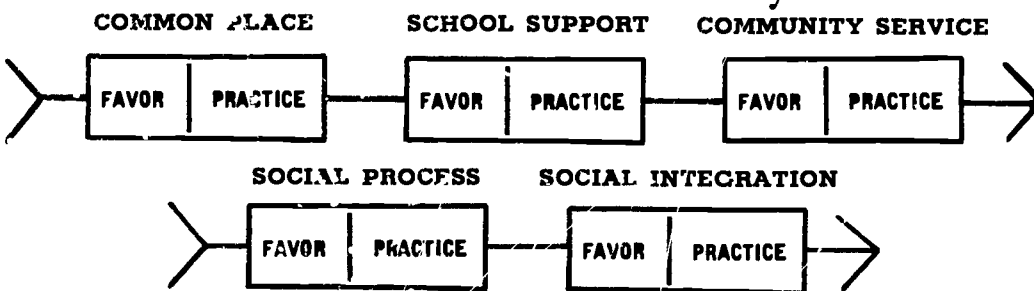 COMMON PLACE SCHOOL SUPPORT COMMUNITY SERVICE
FAVOR PRACTICE FAVOR PRACTICE FAVOR PRACTICE
SOCIAL PROCESS SOCIAL INTEGRATION
FAVOR PRACTICE FAVOR PRACTICE